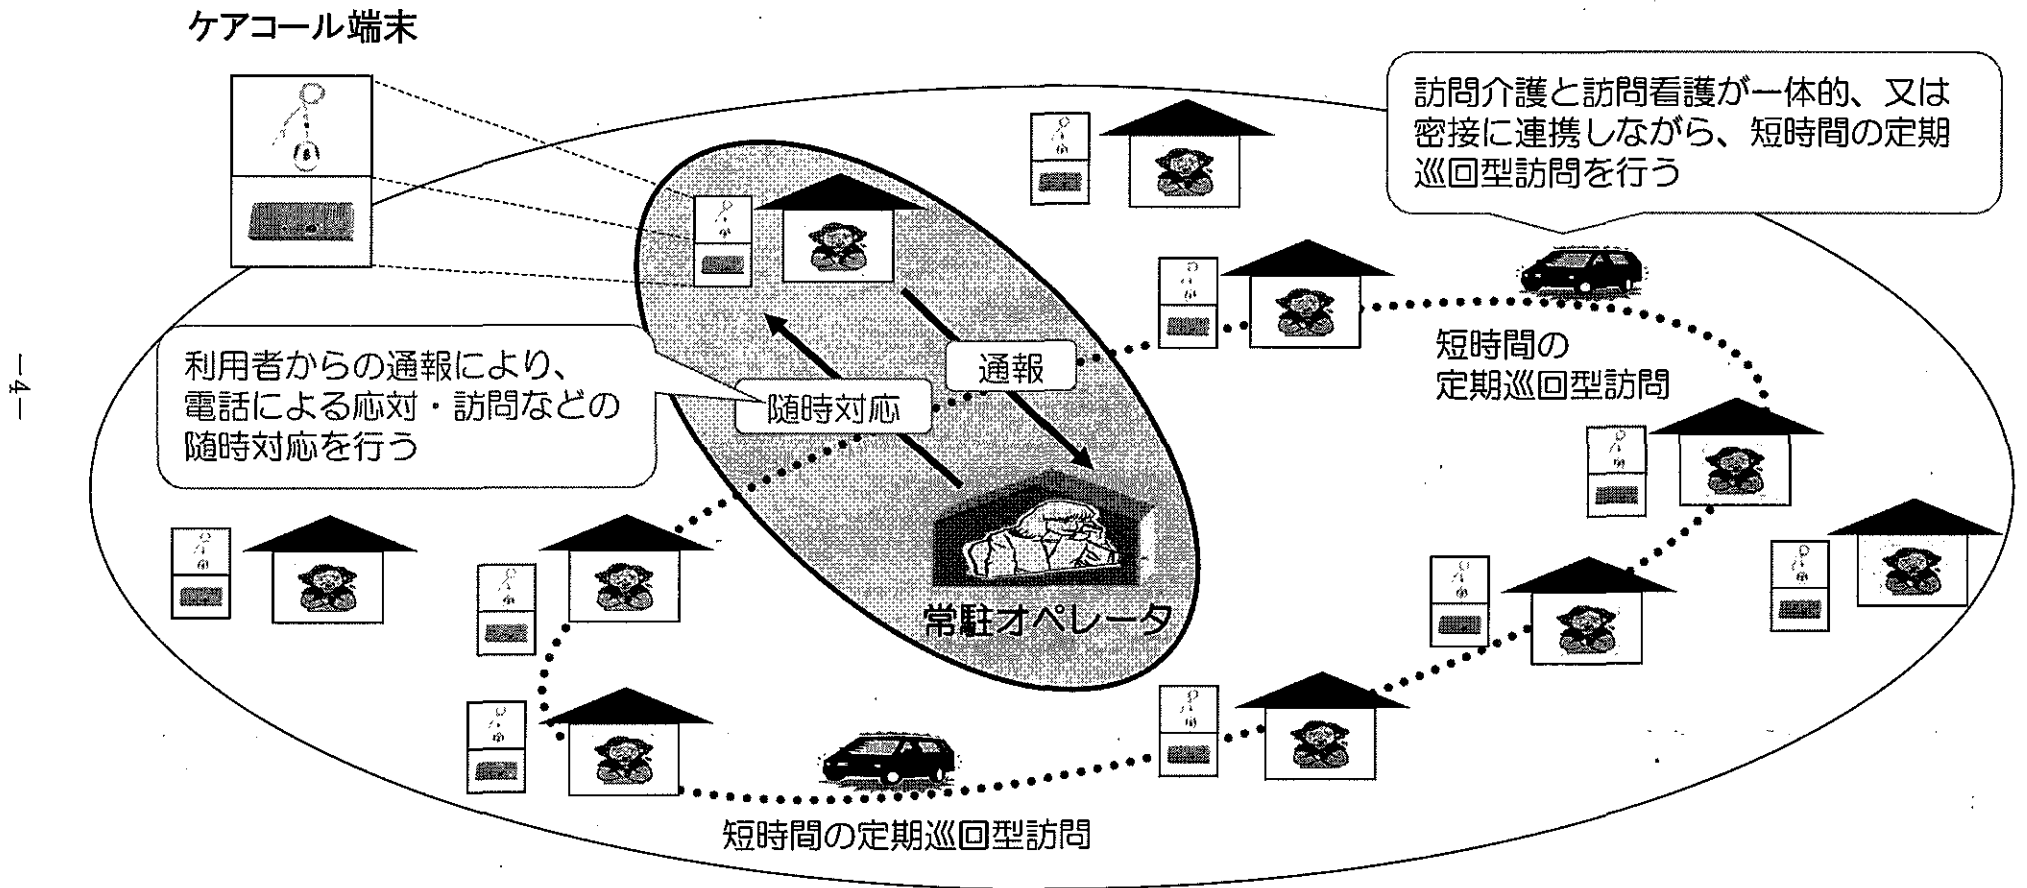 ケアコール端末
訪問介護と訪問看護が一体的、又は
密接に連携しながら、短時間の定期
巡回型訪問を行う
利用者からの通報により、
電話による応対・訪問などの
随時対応を行う
通報
随時対応
短時間の
定期巡回型訪問
常駐オペレータ
短時間の定期巡回型訪問
―4―